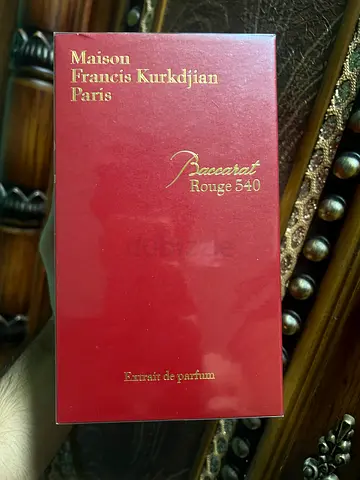 Maison
Francis Kurkdjian
Paris
Baccarat
Rouge 540
Extrait de parfum